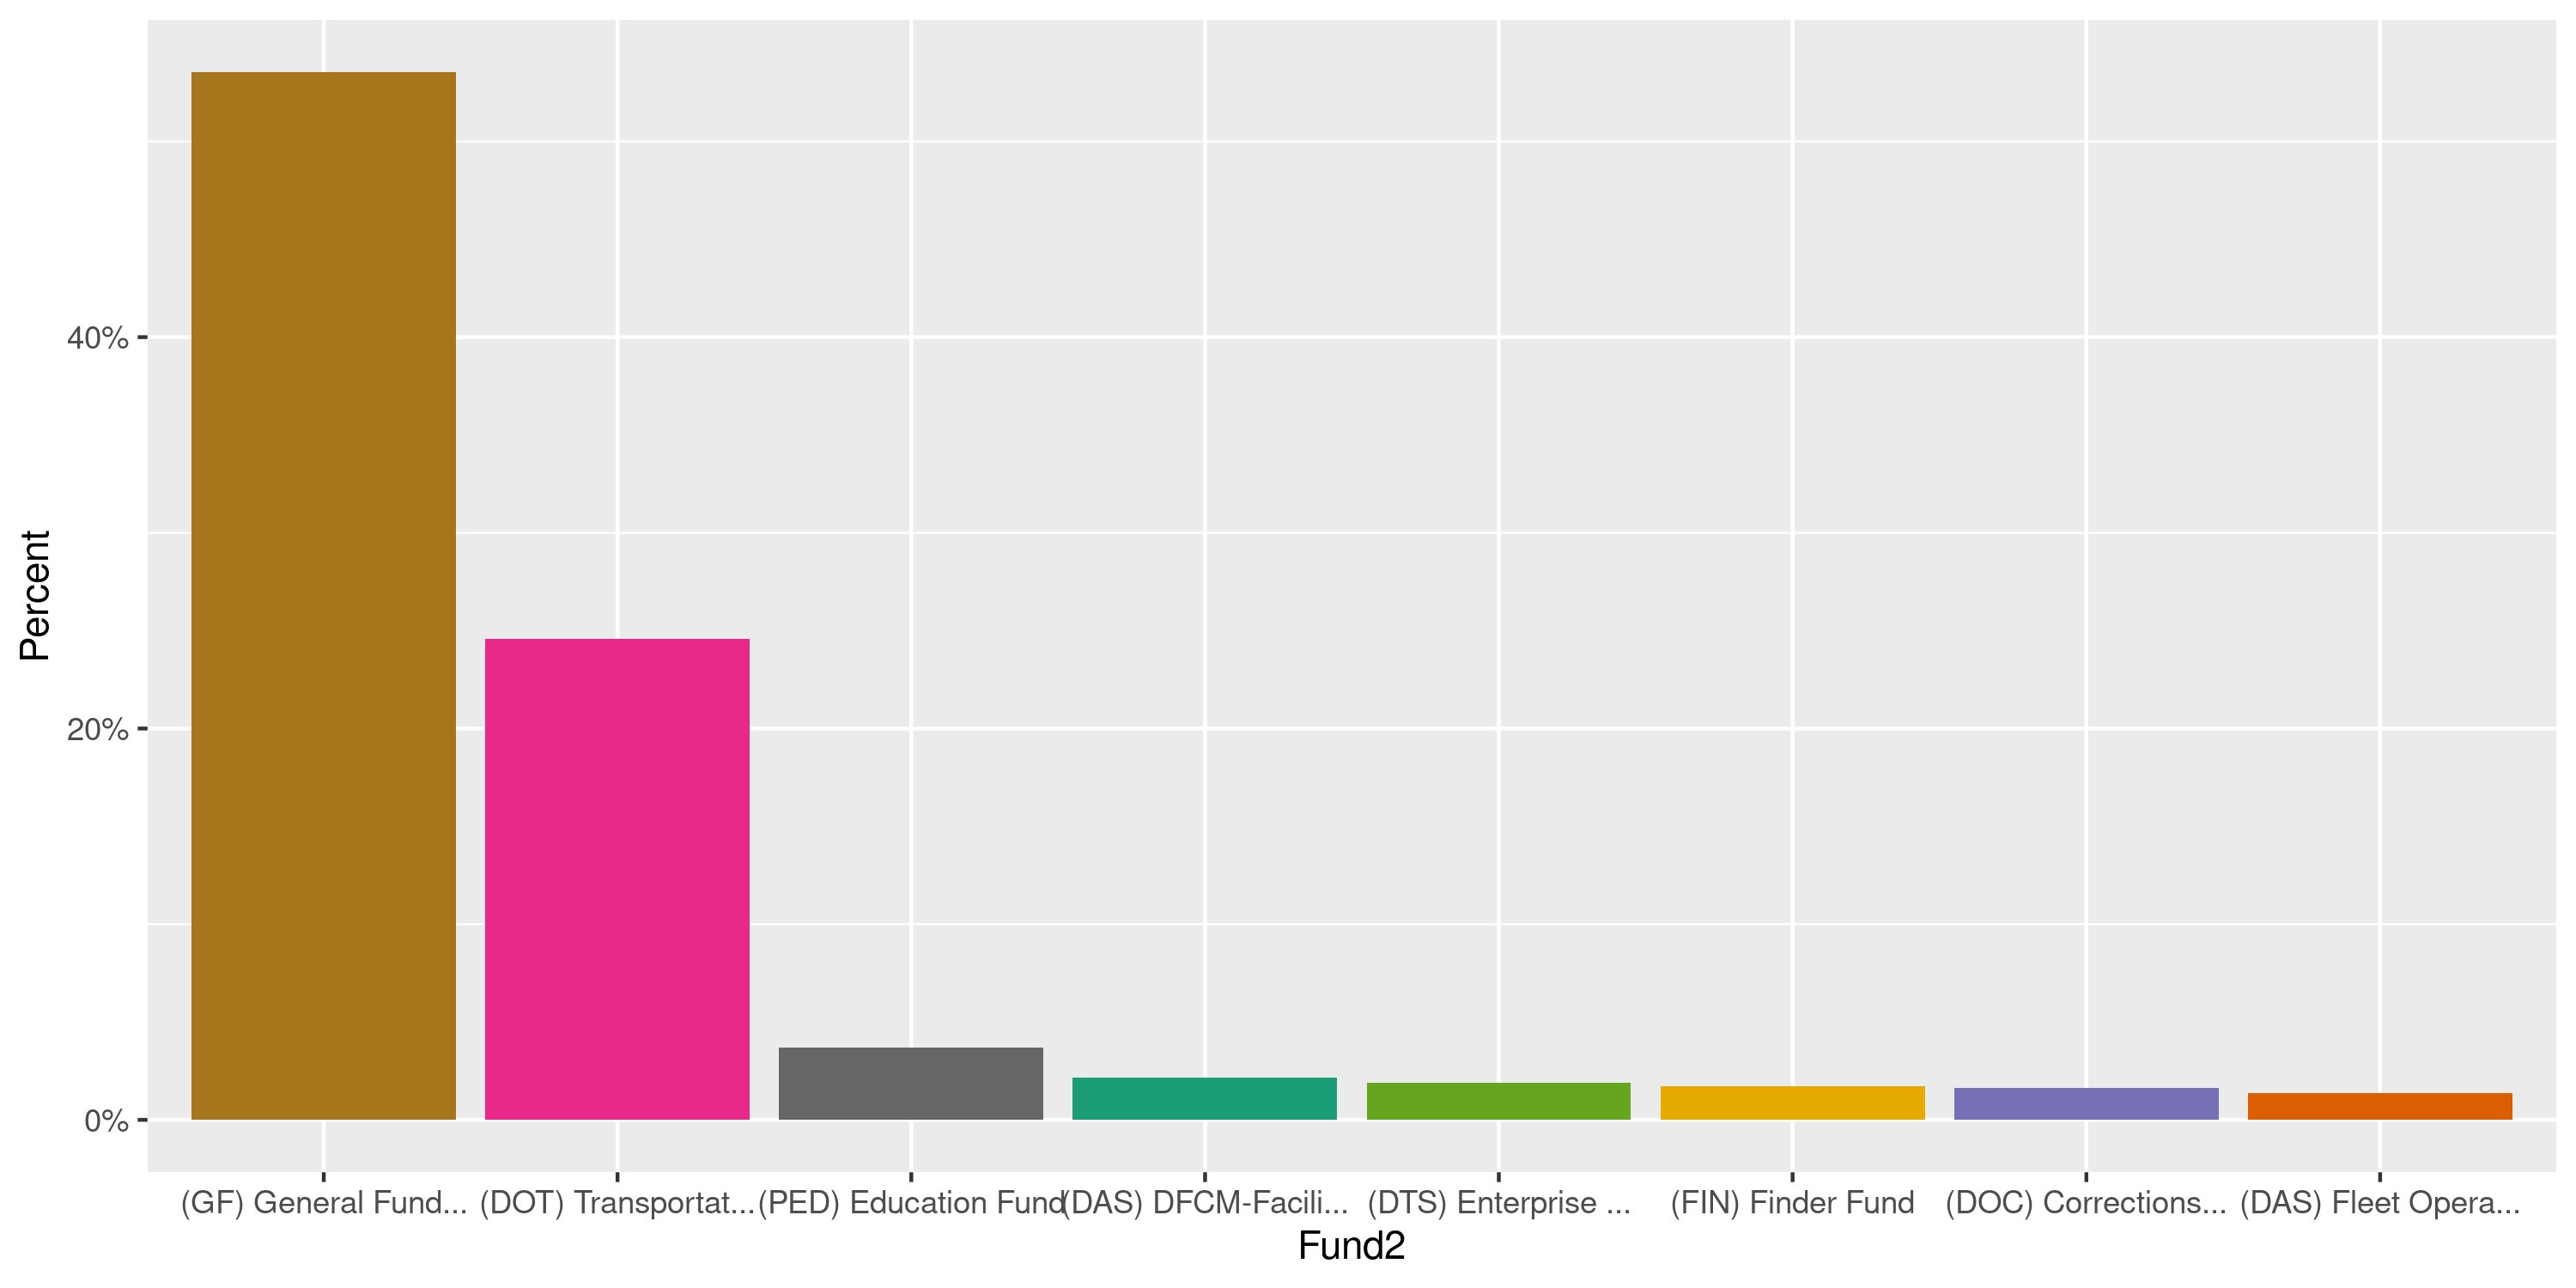 Percent
40%
20%
0%
(GF) General Fund...
(DOT) Transportat...
(PED) Education Fund
(DAS) DFCM-Facili...
(DTS) Enterprise ...
(FIN) Finder Fund
(DOC) Corrections...
(DAS) Fleet Opera...
Fund2